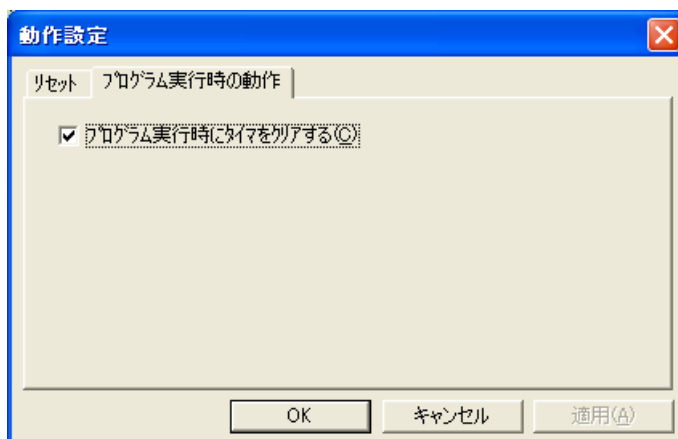 動作設定
リセット プログラム実行時の動作
プログラム実行時にタイマをクリアする(C)
OK キャンセル 適用(A)